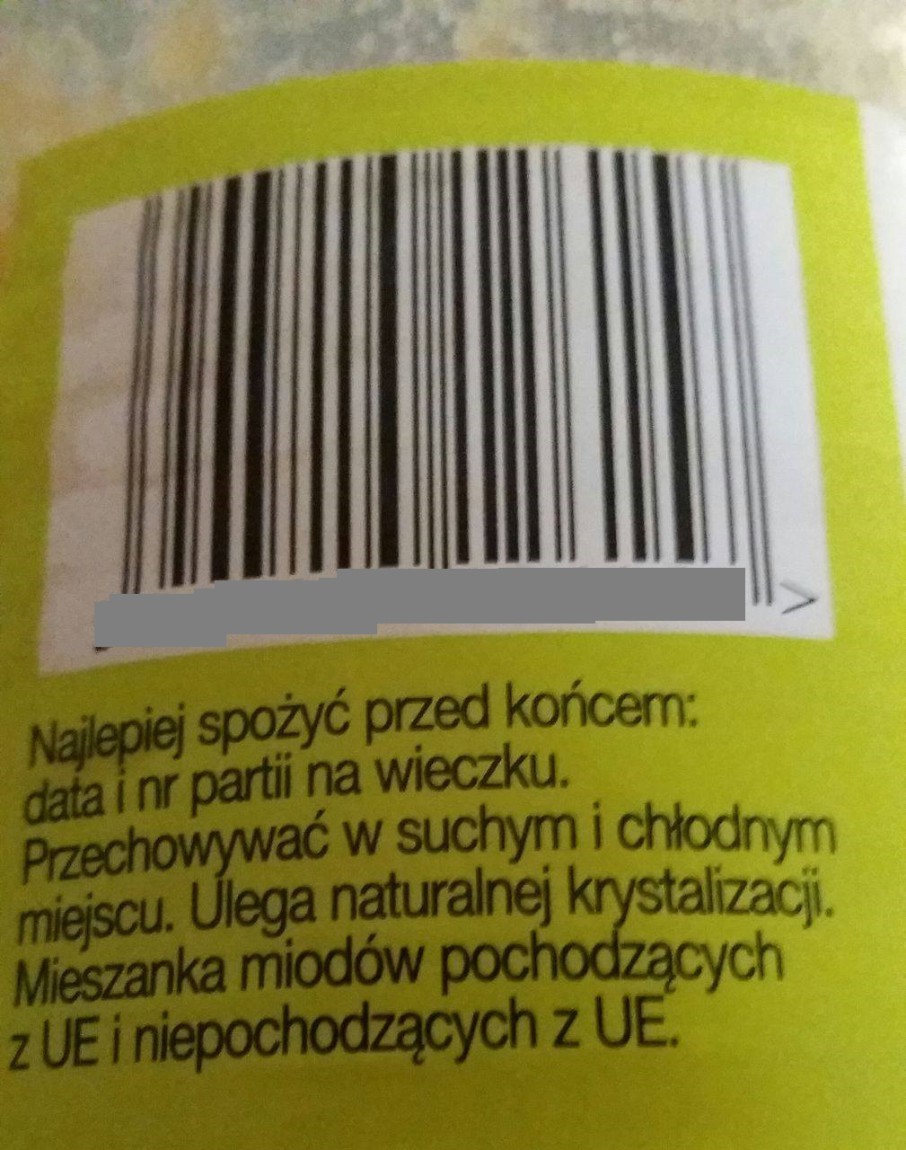 >
Najlepiej spożyć przed końcem:
data i nr partii na wieczku.
Przechowywać w suchym i chłodnym
miejscu. Ulega naturalnej krystalizacji.
Mieszanka miodów pochodzących
z UE i niepochodzących z UE.